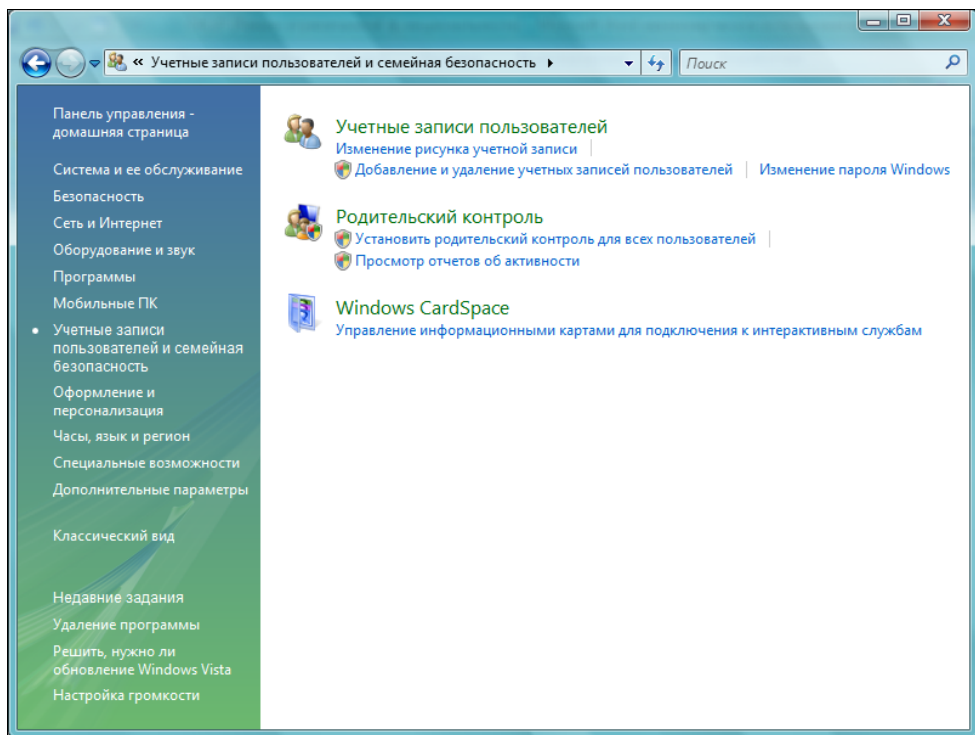 « Учетные записи пользователей и семейная безопасность
Поиск
Панель управления -
домашняя страница
Система и ее обслуживание
Безопасность
Сеть и Интернет
Оборудование и звук
Программы
Мобильные ПК
Учетные записи
пользователей и семейная
безопасность
Оформление и
персонализация
Часы, язык и регион
Специальные возможности
Дополнительные параметры
Классический вид
Недавние задания
Удаление программы
Решить, нужно ли
обновление Windows Vista
Настройка громкости
Учетные записи пользователей
Изменение рисунка учетной записи
Добавление и удаление учетных записей пользователей Изменение пароля Windows
Родительский контроль
Установить родительский контроль для всех пользователей
Просмотр отчетов об активности
Windows CardSpace
Управление информационными картами для подключения к интерактивным службам